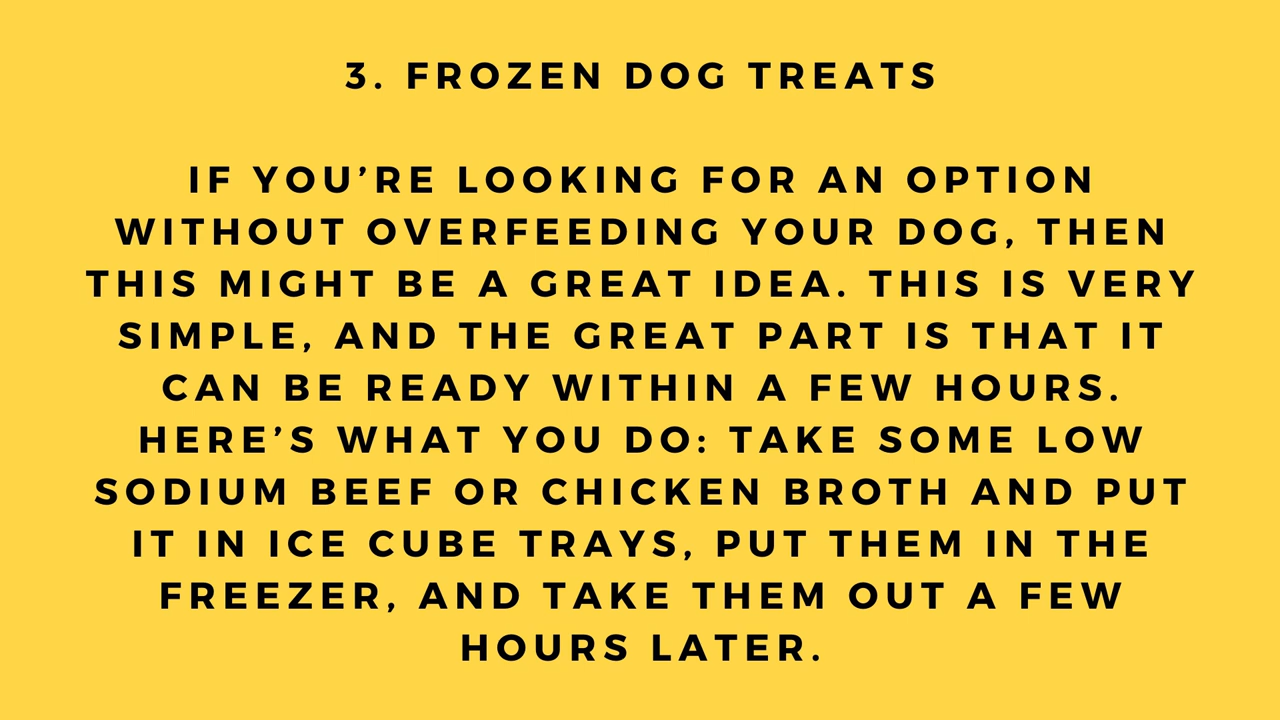 3. FROZEN DOG TREATS
IF YOU’RE LOOKING FOR AN OPTION
WITHOUT OVERFEEDING YOUR DOG, THEN
THIS MIGHT BE A GREAT IDEA. THIS IS VERY
SIMPLE, AND THE GREAT PART IS THAT IT
CAN BE READY WITHIN A FEW HOURS.
HERE’S WHAT YOU DO: TAKE SOME LOW
SODIUM BEEF OR CHICKEN BROTH AND PUT
IT IN ICE CUBE TRAYS, PUT THEM IN THE
FREEZER, AND TAKE THEM OUT A FEW
HOURS LATER.